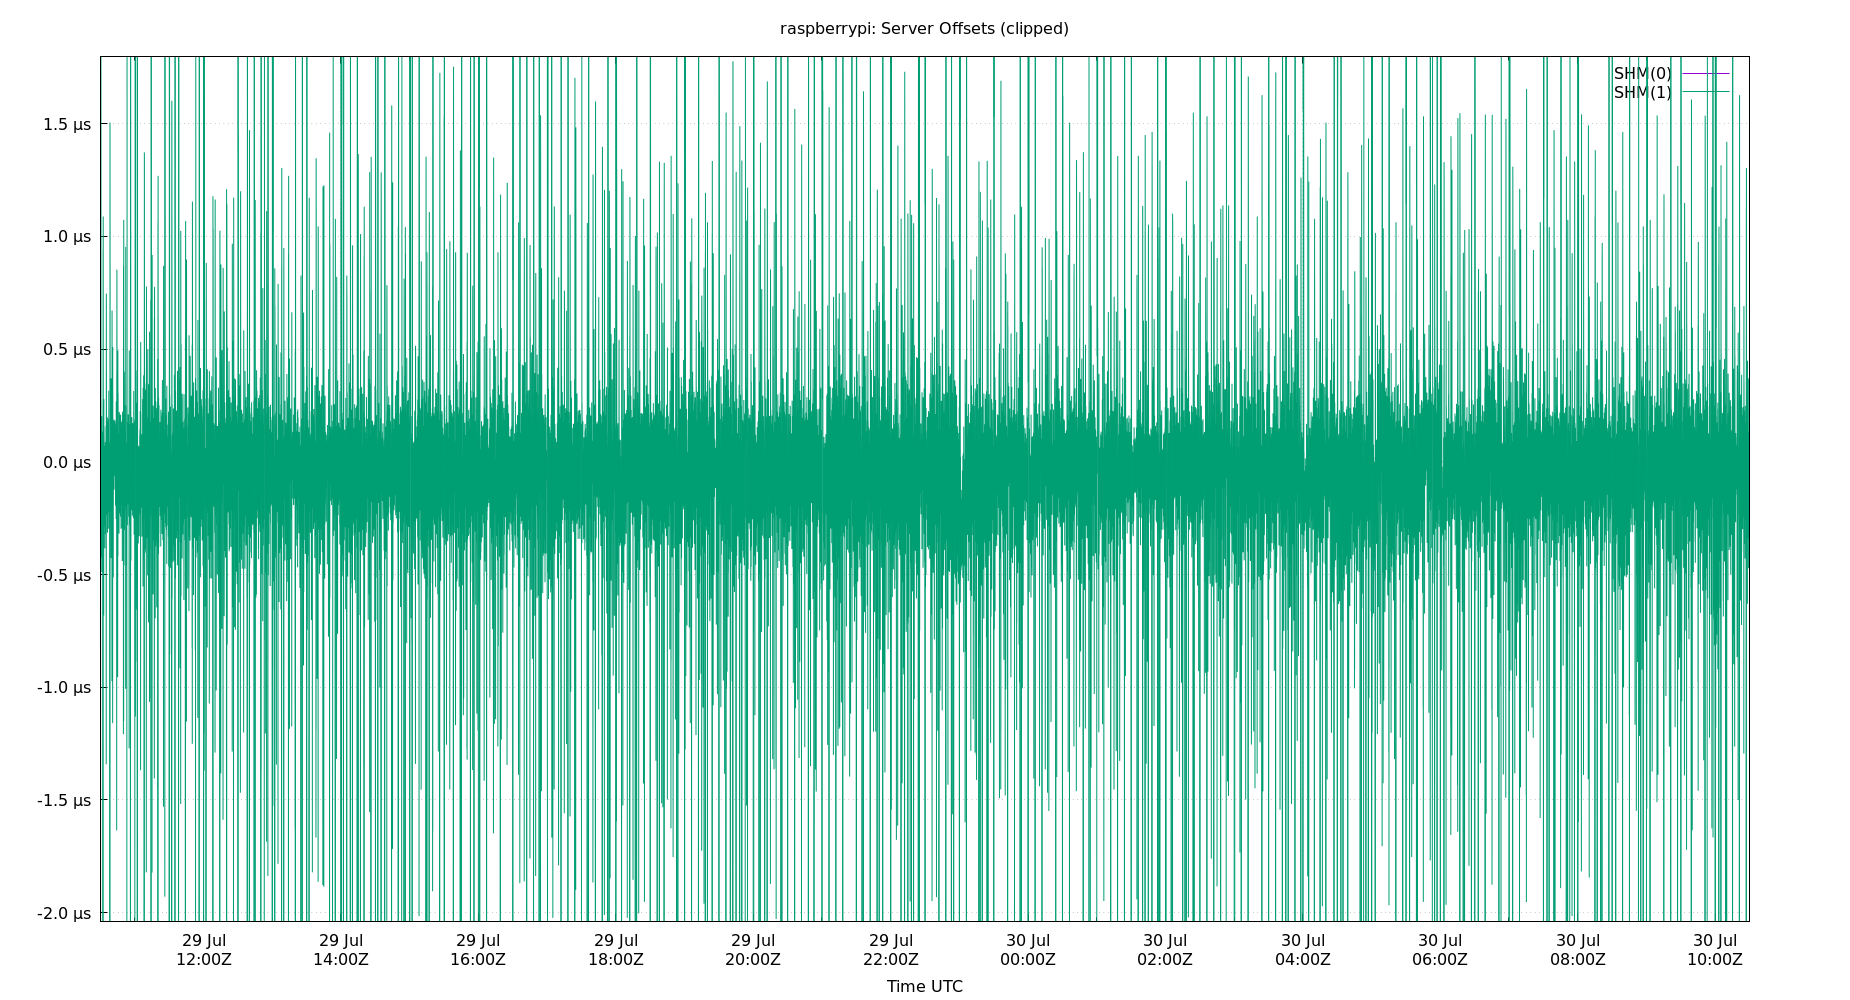 raspberrypi: Server Offsets (clipped)
SHM(0)
SHM(1)
1.5 µs
1.0 µs
0.5 µs
0.0 µs
-0.5 µs
-1.0 µs
-1.5 µs
-2.0 µs
29 Jul 29 Jul 29 Jul 29 Jul 29 Jul 29 Jul 30 Jul 30 Jul 30 Jul 30 Jul 30 Jul 30 Jul
12:00Z 14:00Z 16:00Z 18:00Z 20:00Z 22:00Z 00:00Z 02:00Z 04:00Z 06:00Z 08:00Z 10:00Z
Time UTC